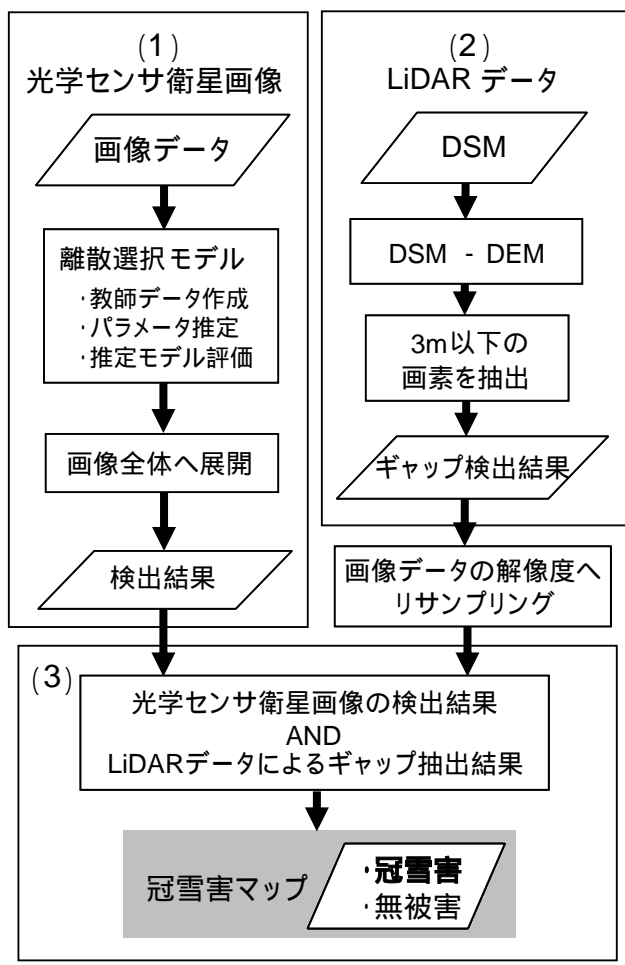 (1)
光学センサ衛星画像
画像データ
離散選択モデル
・教師データ作成
・パラメータ推定
・推定モデル評価
画像全体へ展開
検出結果
(2)
LiDAR データ
DSM
DSM - DEM
3m以下の
画素を抽出
ギャップ検出結果
画像データの解像度へ
リサンプリング
(3)
光学センサ衛星画像の検出結果
AND
LiDARデータによるギャップ抽出結果
冠雪害マップ
・冠雪害
・無被害